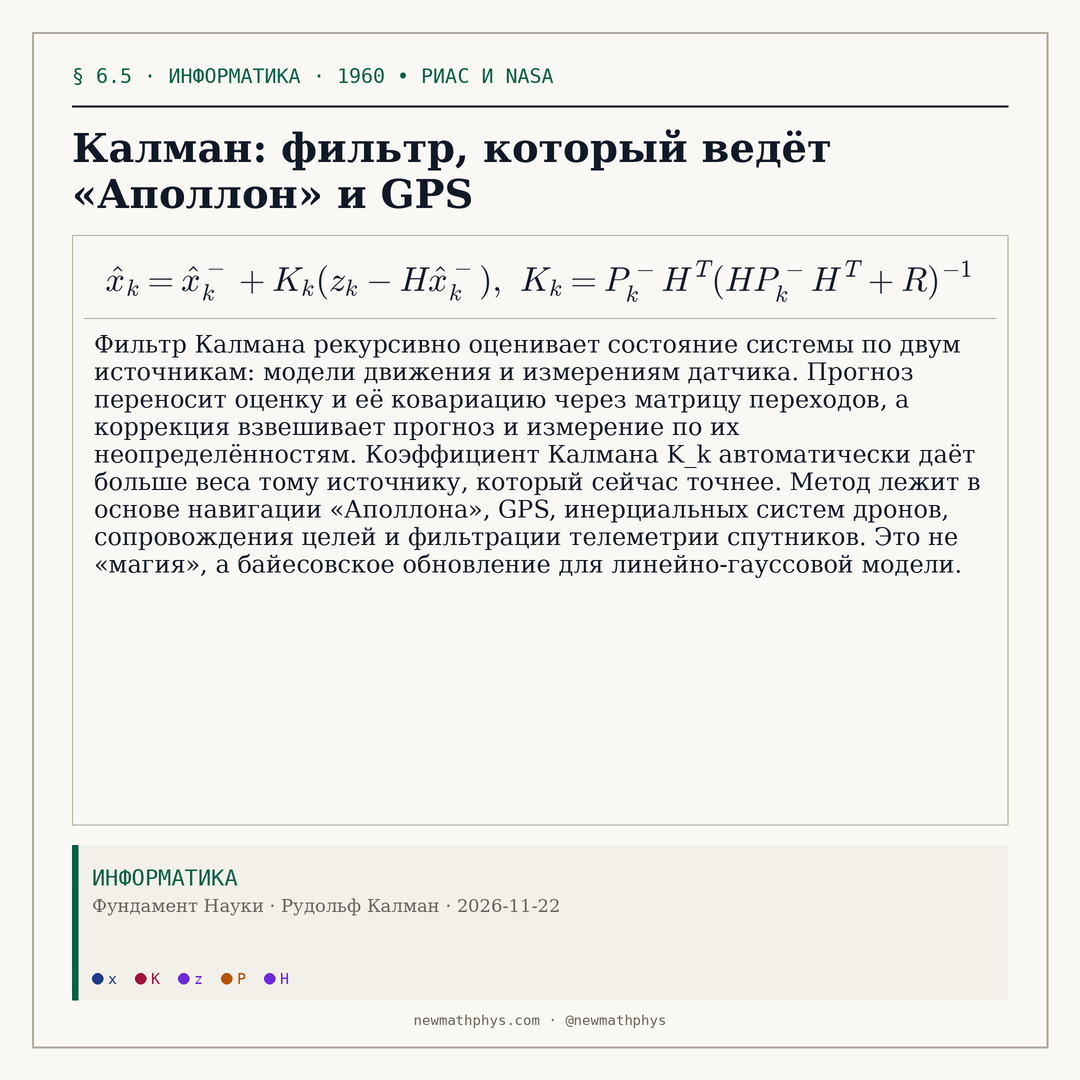 § 6.5 · ИНФОРМАТИКА · 1960 • РИАС И NASA
Калман: фильтр, который ведёт
«Аполлон» и GPS
x̂_k = x̂_k^− + K_k(z_k − Hx̂_k^−), K_k = P_k^− H^T(HP_k^− H^T + R)^{−1}
Фильтр Калмана рекурсивно оценивает состояние системы по двум
источникам: модели движения и измерениям датчика. Прогноз
переносит оценку и её ковариацию через матрицу переходов, а
коррекция взвешивает прогноз и измерение по их
неопределённостям. Коэффициент Калмана K_k автоматически даёт
больше веса тому источнику, который сейчас точнее. Метод лежит в
основе навигации «Аполлона», GPS, инерциальных систем дронов,
сопровождения целей и фильтрации телеметрии спутников. Это не
«магия», а байесовское обновление для линейно-гауссовой модели.
ИНФОРМАТИКА
Фундамент Науки · Рудольф Калман · 2026-11-22
x K z P H
newmathphys.com · @newmathphys